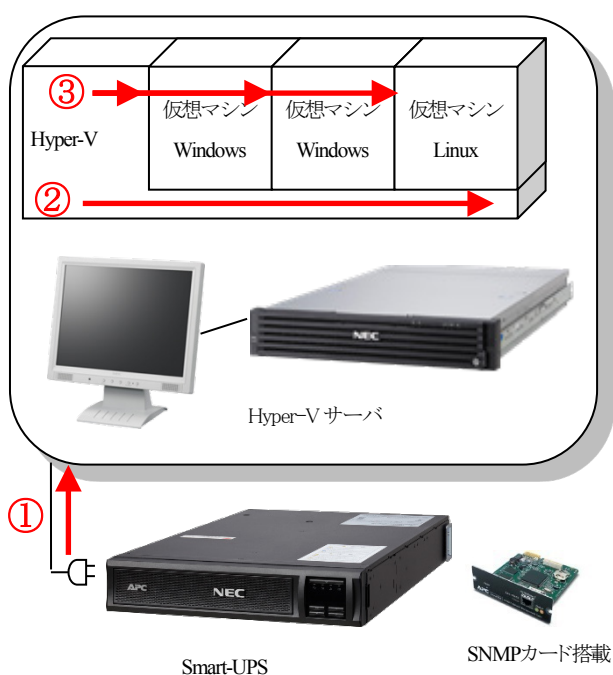 ③
仮想マシン
仮想マシン
仮想マシン
Hyper-V
Windows
Windows
Linux
②
NEC
Hyper-V サーバ
①
APC
NEC
SNMPカード搭載
Smart-UPS